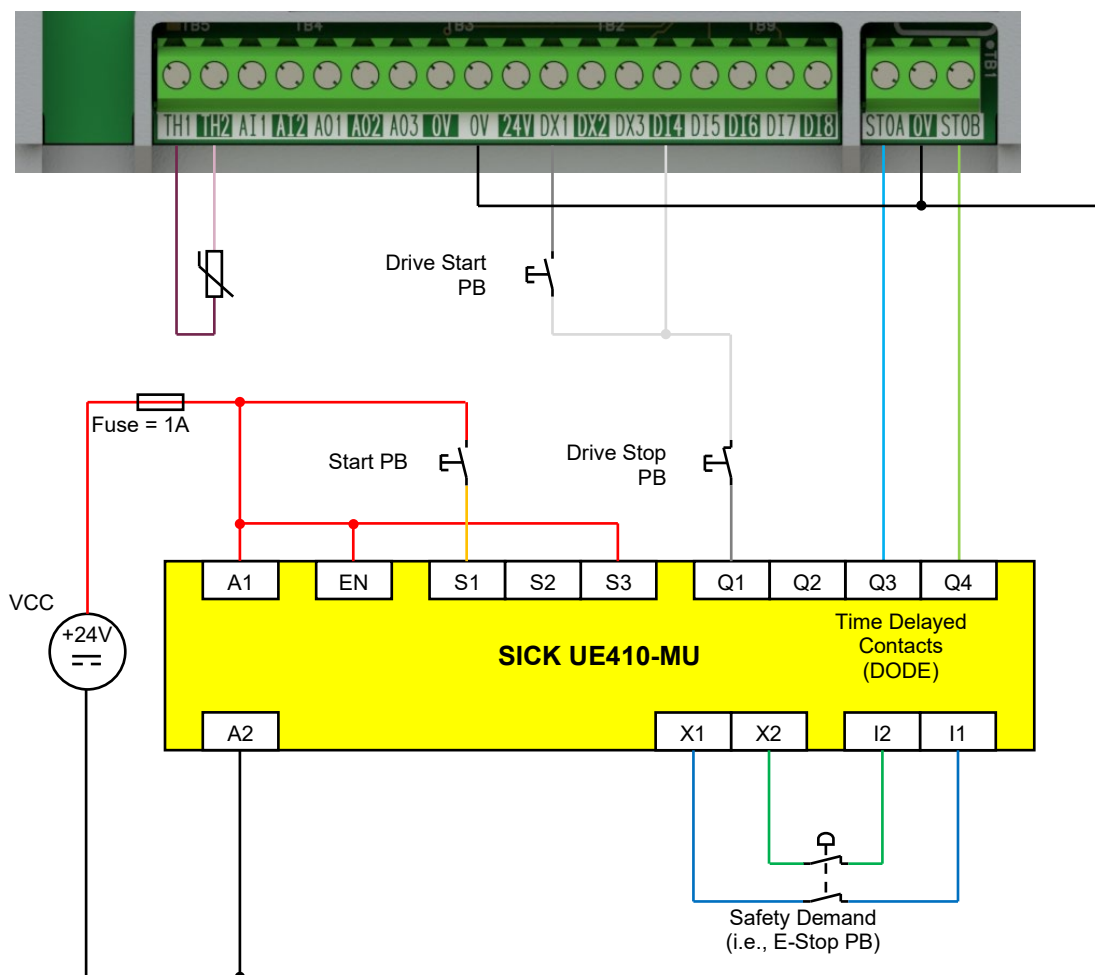 TB5 TB4 TB3 TB2 TB9
TB1
TH1 TH2 AI1 AI2 AO1 AO2 AO3 0V 0V 24V DX1 DX2 DX3 DI4 DI5 DI6 DI7 DI8
STOA 0V STOB
Drive Start
PB
Fuse = 1A
Start PB
Drive Stop
PB
A1 EN S1 S2 S3 Q1 Q2 Q3 Q4
VCC
+24V
Time Delayed
Contacts
(DODE)
SICK UE410-MU
A2 X1 X2 I2 I1
Safety Demand
(i.e., E-Stop PB)